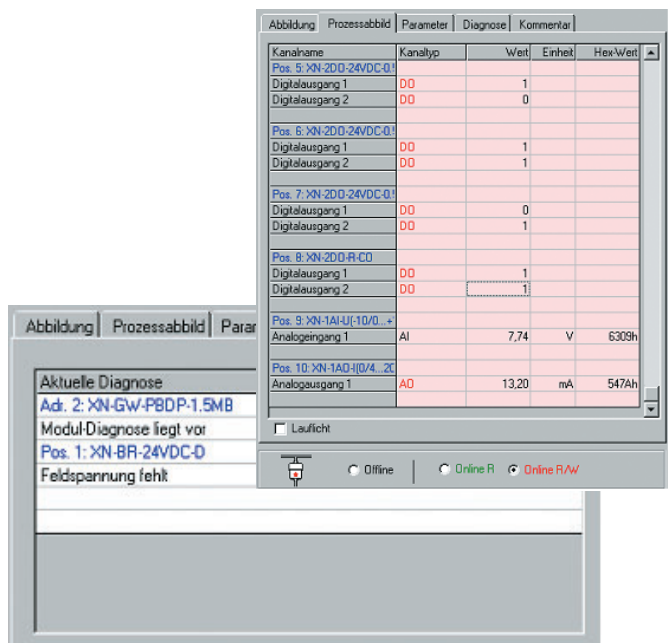 Abbildung Prozessabbild Parameter Diagnose Kommentar
Kanalname Kanaltyp Wert Einheit Hex-Wert
Pos. 5: XN-2DO-24VDC-0.
Digitalausgang 1 DO 1
Digitalausgang 2 DO 0
Pos. 6: XN-2DO-24VDC-0.
Digitalausgang 1 DO 1
Digitalausgang 2 DO 1
Pos. 7: XN-2DO-24VDC-0.
Digitalausgang 1 DO 0
Digitalausgang 2 DO 1
Pos. 8: XN-2DO-R-CO
Digitalausgang 1 DO 1
Digitalausgang 2 DO 1
Pos. 9: XN-1AI-U(-10/0...+
Analogeingang 1 AI 7,74 V 6309h
Pos. 10: XN-1AO-I(0/4...20
Analogausgang 1 AO 13,20 mA 547Ah
Lauflicht
Offline Online R Online R/W
Abbildung Prozessabbild Parar
Aktuelle Diagnose
Adr. 2: XN-GW-PBDP-1.5MB
Modul-Diagnose liegt vor
Pos. 1: XN-BR-24VDC-D
Feldspannung fehlt